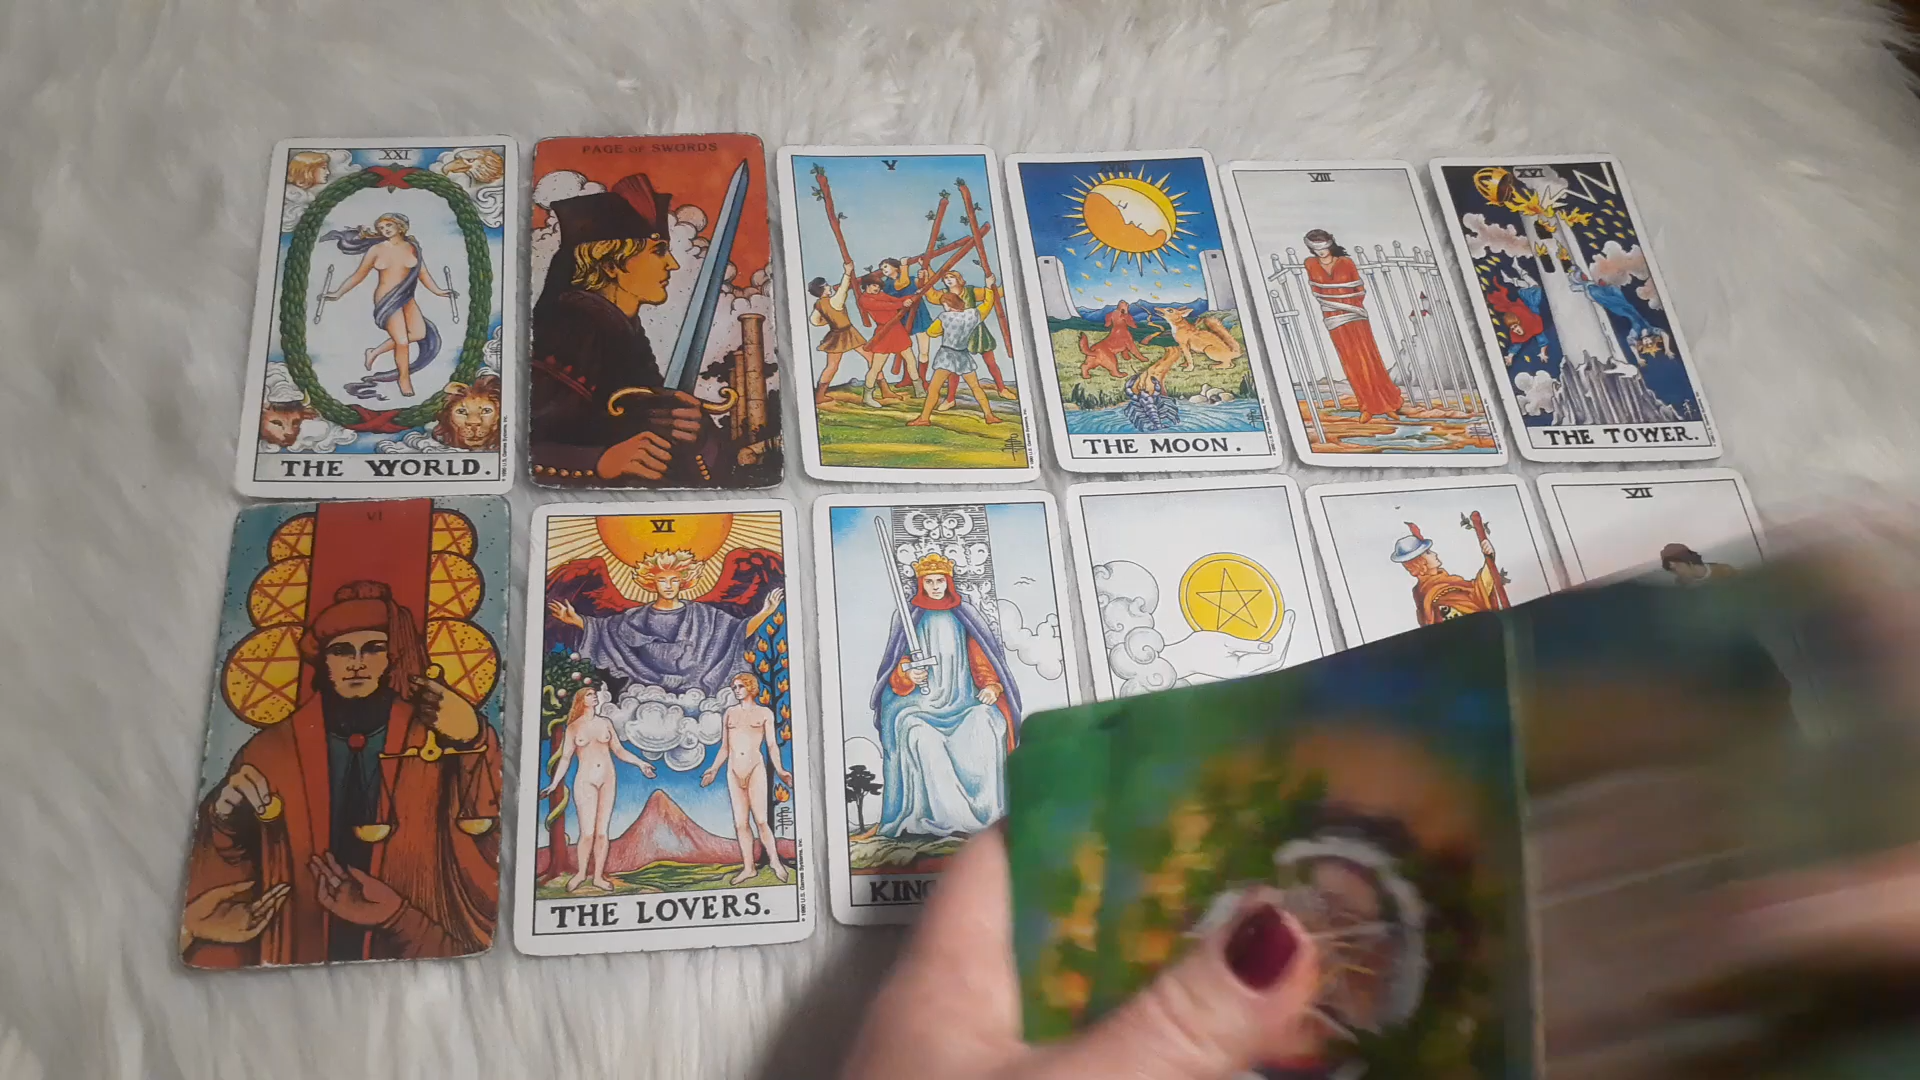 XXI
THE WORLD.
PAGE OF SWORDS
V
THE MOON.
VIII
XVI
THE TOWER.
VI
VI
THE LOVERS.
KING
VII